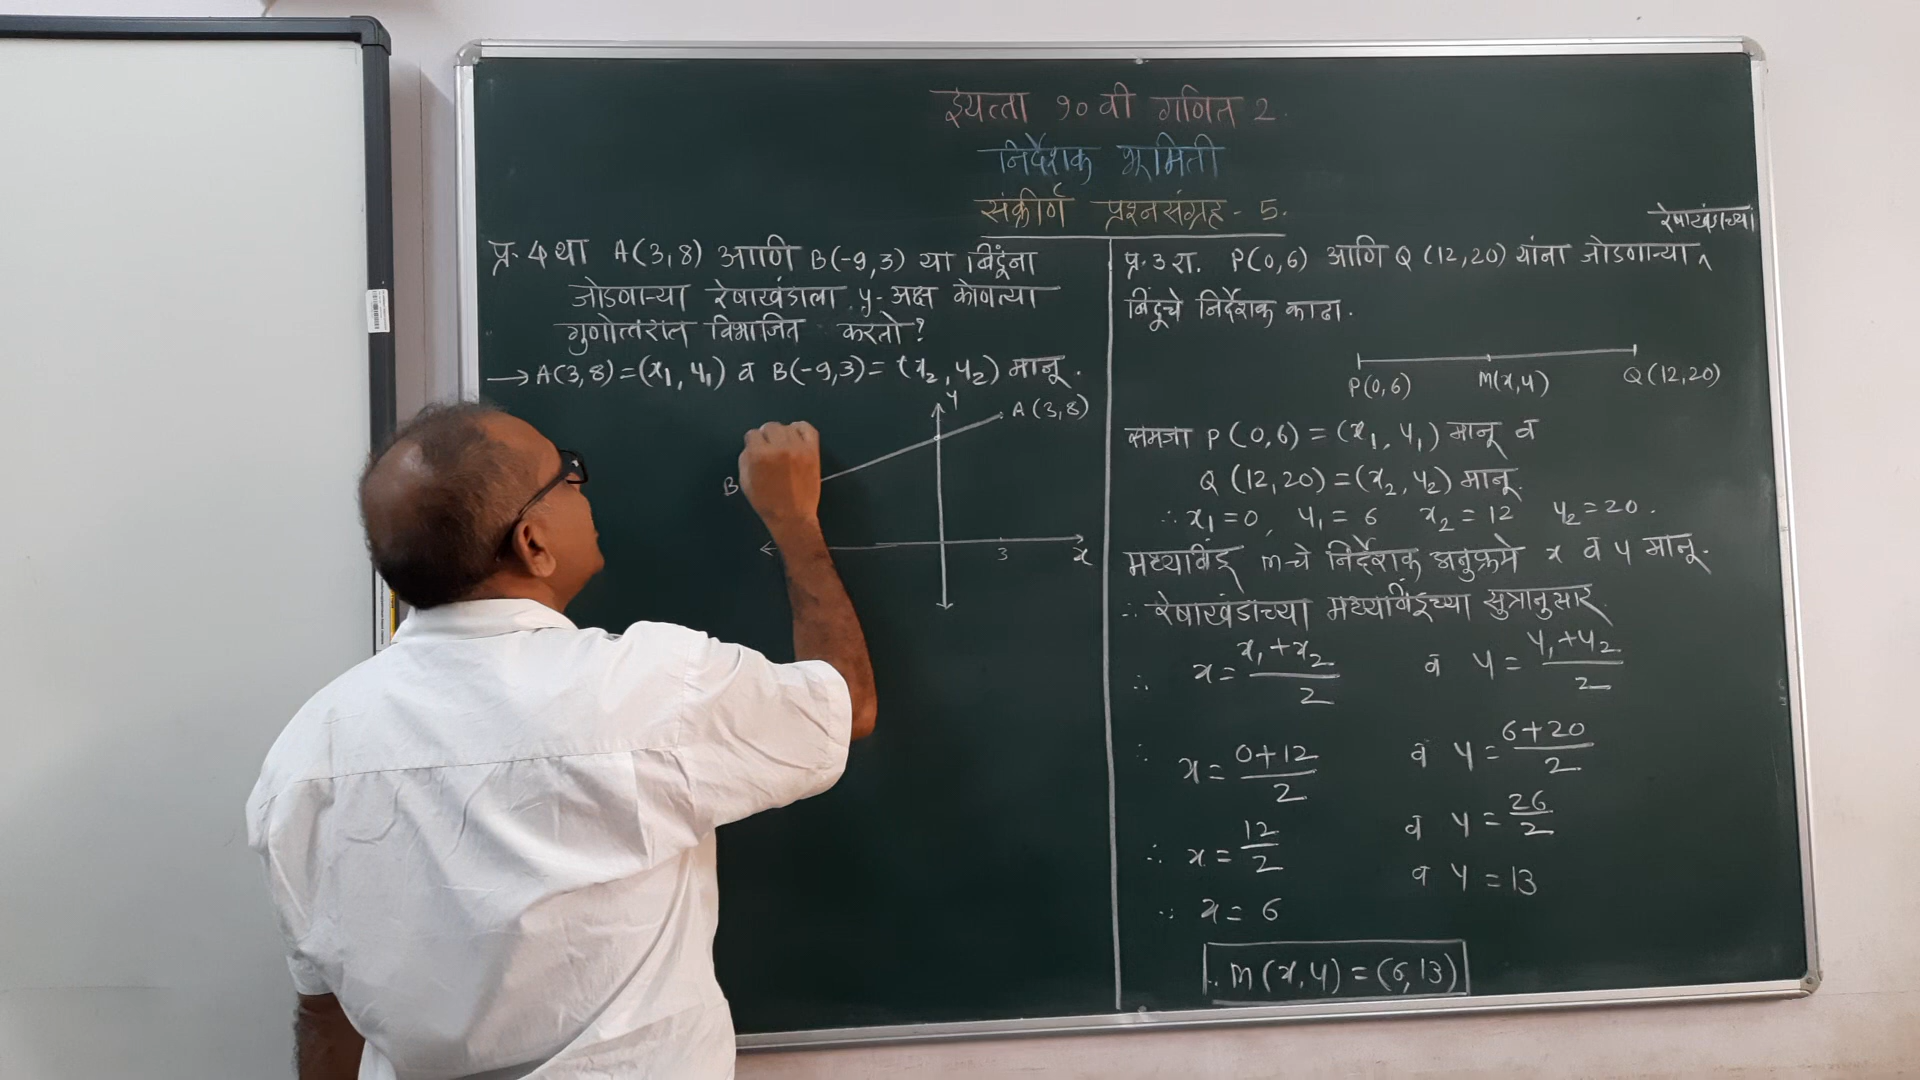 इयत्ता १० वी गणित 2.
निर्देशक भूमिती
संकीर्ण प्रश्नसंग्रह - 5.
प्र. 4 था A(3,8) आणि B(-9,3) या बिंदूंना
जोडणाऱ्या रेषाखंडाला y-अक्ष कोणत्या
गुणोत्तरात विभाजित करतो?
→ A(3,8)=(x₁,y₁) व B(-9,3)=(x₂,y₂) मानू.
y
A(3,8)
B
3
x
रेषाखंडाच्या
प्र. 3 रा. P(0,6) आणि Q(12,20) यांना जोडणाऱ्या ^
बिंदूचे निर्देशक काढा.
P(0,6) M(x,y) Q(12,20)
समजा P(0,6)=(x₁,y₁) मानू व
Q(12,20)=(x₂,y₂) मानू.
∴ x₁=0, y₁=6 x₂=12 y₂=20.
मध्यबिंदू M चे निर्देशक अनुक्रमे x व y मानू.
∴ रेषाखंडाच्या मध्यबिंदूच्या सुत्रानुसार,
∴ x=(x₁+x₂)/2 व y=(y₁+y₂)/2
∴ x=(0+12)/2 व y=(6+20)/2
∴ x=12/2 व y=26/2
∴ x=6 व y=13
∴ M(x,y)=(6,13)